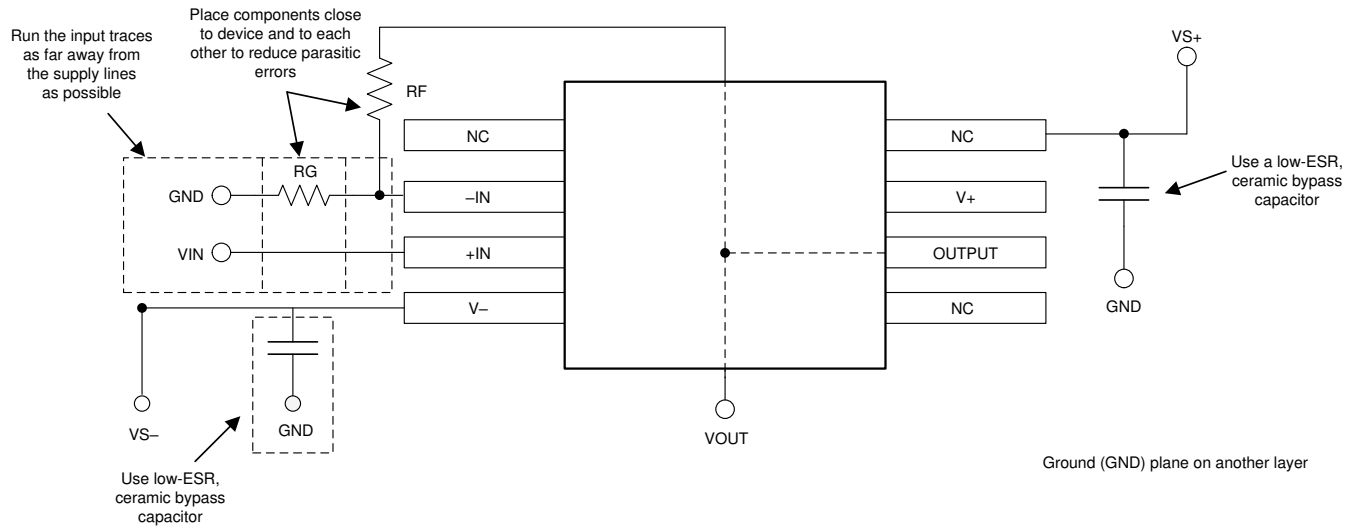 Place components close
to device and to each
other to reduce parasitic
errors
Run the input traces
as far away from
the supply lines
as possible
VS+
RF
NC
NC
RG
Use a low-ESR,
ceramic bypass
capacitor
GND
–IN
V+
VIN
+IN
OUTPUT
GND
V–
NC
VS–
GND
VOUT
Use low-ESR,
ceramic bypass
capacitor
Ground (GND) plane on another layer